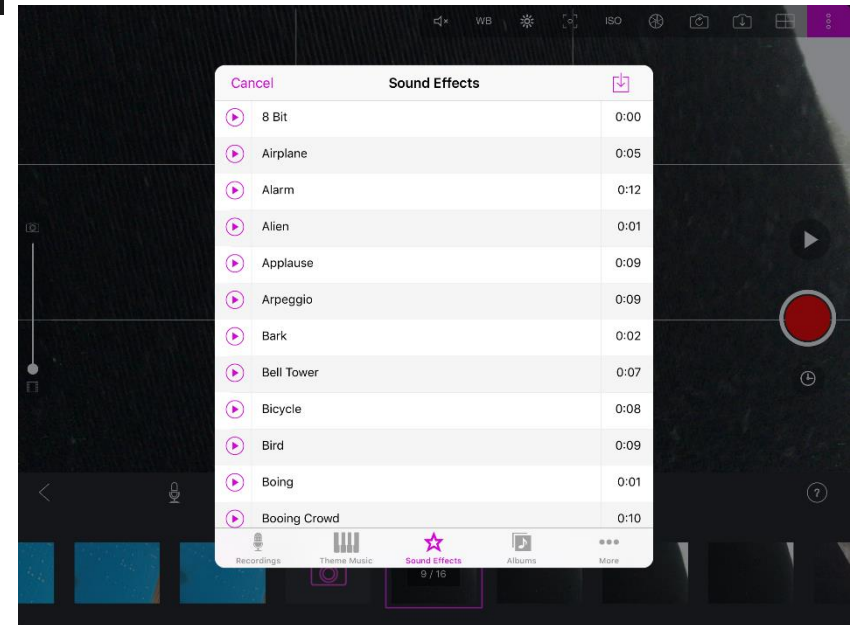 WB ISO
Cancel Sound Effects
8 Bit 0:00
Airplane 0:05
Alarm 0:12
Alien 0:01
Applause 0:09
Arpeggio 0:09
Bark 0:02
Bell Tower 0:07
Bicycle 0:08
Bird 0:09
Boing 0:01
?
Booing Crowd 0:10
Recordings Theme Music Sound Effects Albums More
9 / 16